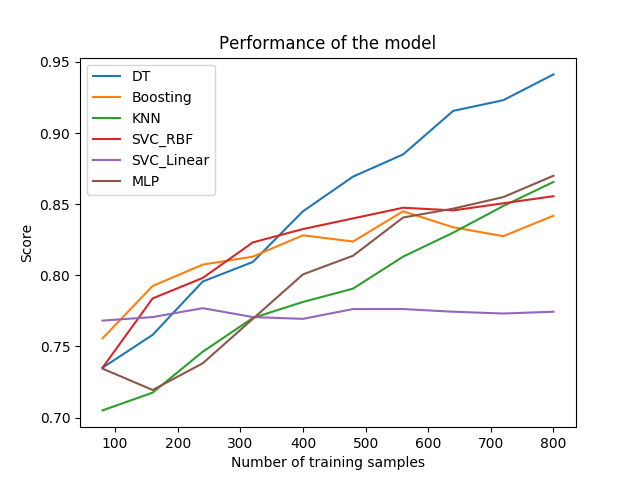 Performance of the model
DT
Boosting
KNN
SVC_RBF
SVC_Linear
MLP
Score
0.95
0.90
0.85
0.80
0.75
0.70
100 200 300 400 500 600 700 800
Number of training samples